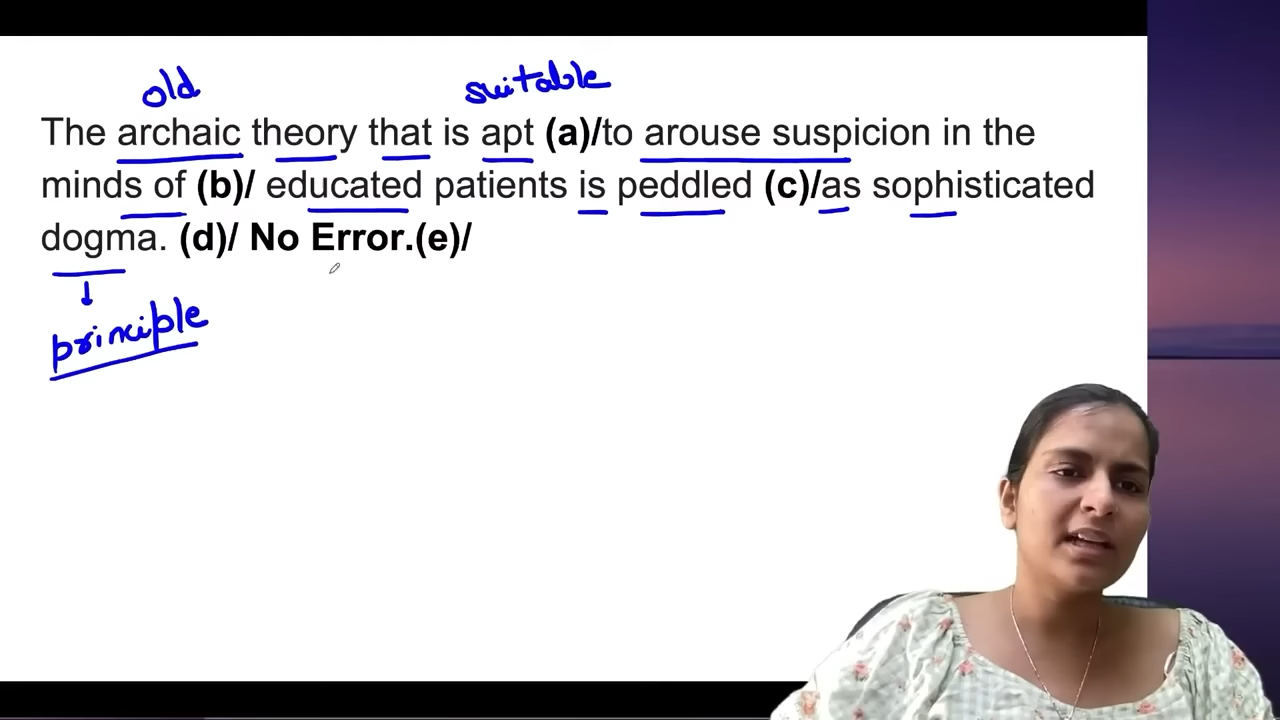 old suitable
The archaic theory that is apt (a)/to arouse suspicion in the
minds of (b)/ educated patients is peddled (c)/as sophisticated
dogma. (d)/ No Error.(e)/
principle